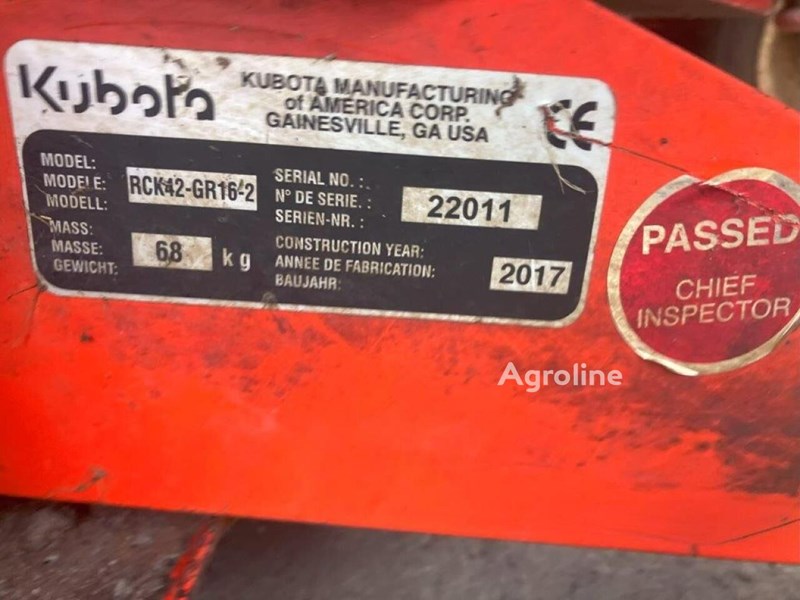 Kubota
KUBOTA MANUFACTURING
of AMERICA CORP.
GAINESVILLE, GA USA
CE
MODEL:
MODELE:
MODELL:
RCK42-GR16-2
MASS:
MASSE:
GEWICHT:
68
kg
SERIAL NO.:
N° DE SERIE.:
SERIEN-NR.:
22011
CONSTRUCTION YEAR:
ANNEE DE FABRICATION:
BAUJAHR:
2017
PASSED
CHIEF
INSPECTOR
Agroline